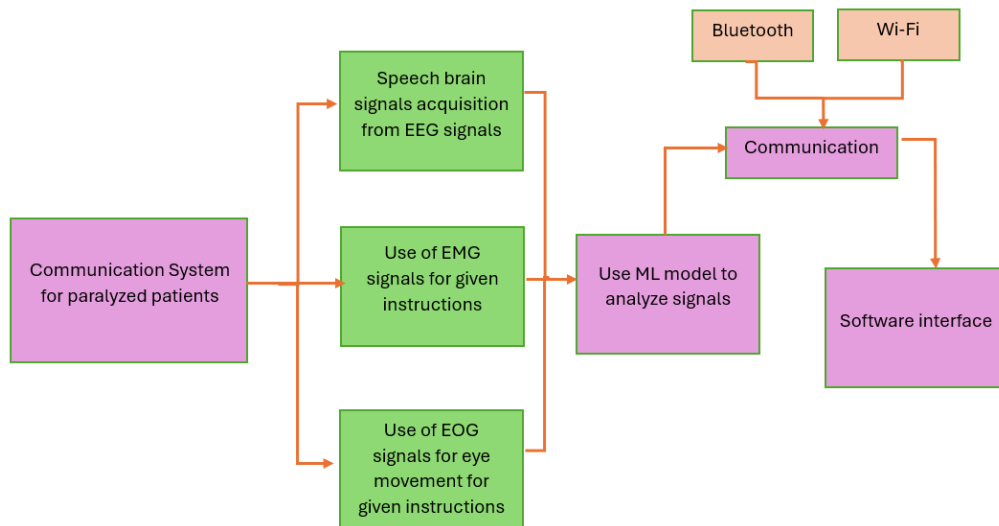 Bluetooth
Wi-Fi
Speech brain
signals acquisition
from EEG signals
Communication
Communication System
for paralyzed patients
Use of EMG
signals for given
instructions
Use ML model to
analyze signals
Software interface
Use of EOG
signals for eye
movement for
given instructions